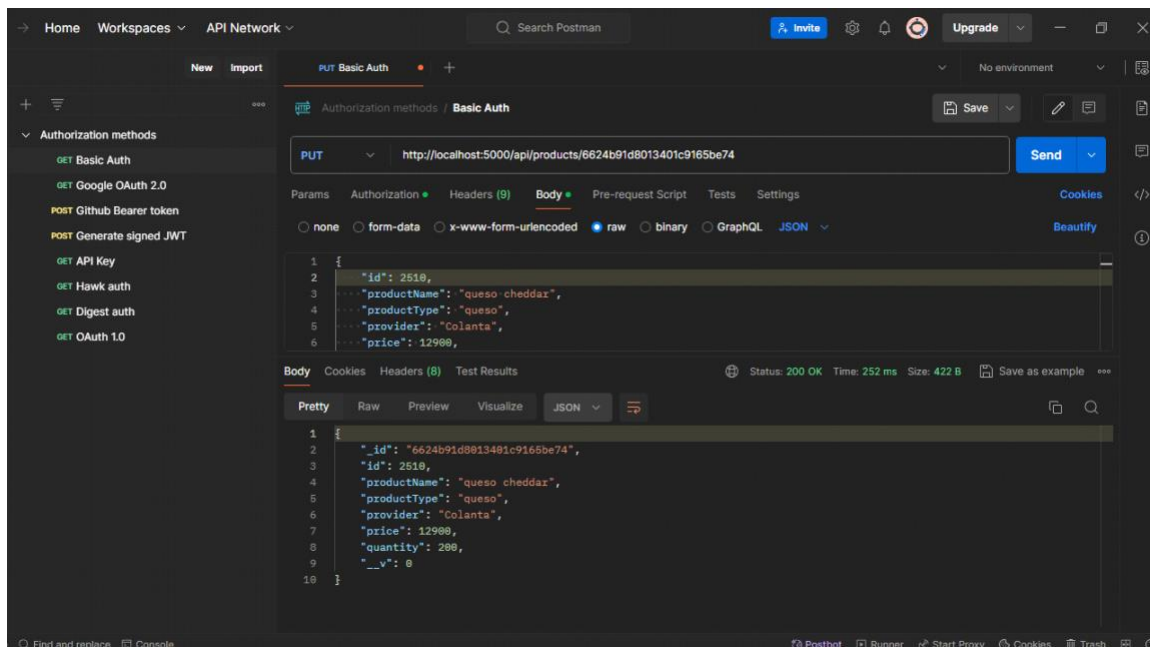 Home Workspaces API Network Search Postman Invite Upgrade
New Import PUT Basic Auth No environment
Authorization methods / Basic Auth Save
Authorization methods
GET Basic Auth
GET Google OAuth 2.0
POST Github Bearer token
POST Generate signed JWT
GET API Key
GET Hawk auth
GET Digest auth
GET OAuth 1.0
PUT http://localhost:5000/api/products/6624b91d8013401c9165be74 Send
Params Authorization Headers (9) Body Pre-request Script Tests Settings Cookies
none form-data x-www-form-urlencoded raw binary GraphQL JSON Beautify
1 {
2 "id": 2510,
3 "productName": "queso cheddar",
4 "productType": "queso",
5 "provider": "Colanta",
6 "price": 12900,
Body Cookies Headers (8) Test Results Status: 200 OK Time: 252 ms Size: 422 B Save as example
Pretty Raw Preview Visualize JSON
1 {
2 "_id": "6624b91d8013401c9165be74",
3 "id": 2510,
4 "productName": "queso cheddar",
5 "productType": "queso",
6 "provider": "Colanta",
7 "price": 12900,
8 "quantity": 200,
9 "__v": 0
10 }
Find and replace Console Postbot Runner Start Proxy Cookies Trash